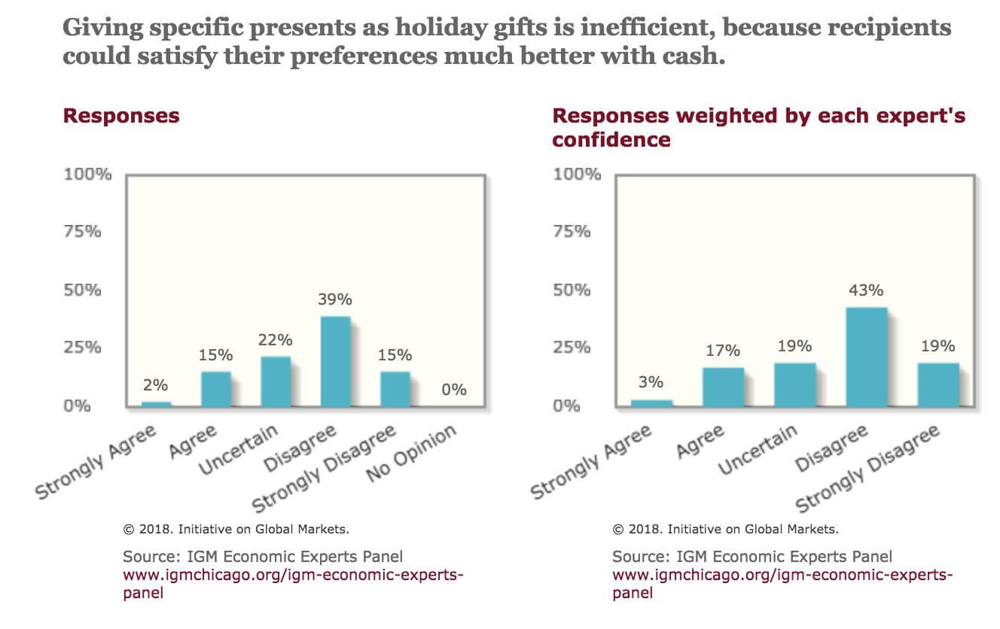 Giving specific presents as holiday gifts is inefficient, because recipients
could satisfy their preferences much better with cash.
Responses
100%
75%
50%
25%
0%
2%
15%
22%
39%
15%
0%
Strongly Agree
Agree
Uncertain
Disagree
Strongly Disagree
No Opinion
© 2018. Initiative on Global Markets.
Source: IGM Economic Experts Panel
www.igmchicago.org/igm-economic-experts-
panel
Responses weighted by each expert's
confidence
100%
75%
50%
25%
0%
3%
17%
19%
43%
19%
Strongly Agree
Agree
Uncertain
Disagree
Strongly Disagree
© 2018. Initiative on Global Markets.
Source: IGM Economic Experts Panel
www.igmchicago.org/igm-economic-experts-
panel